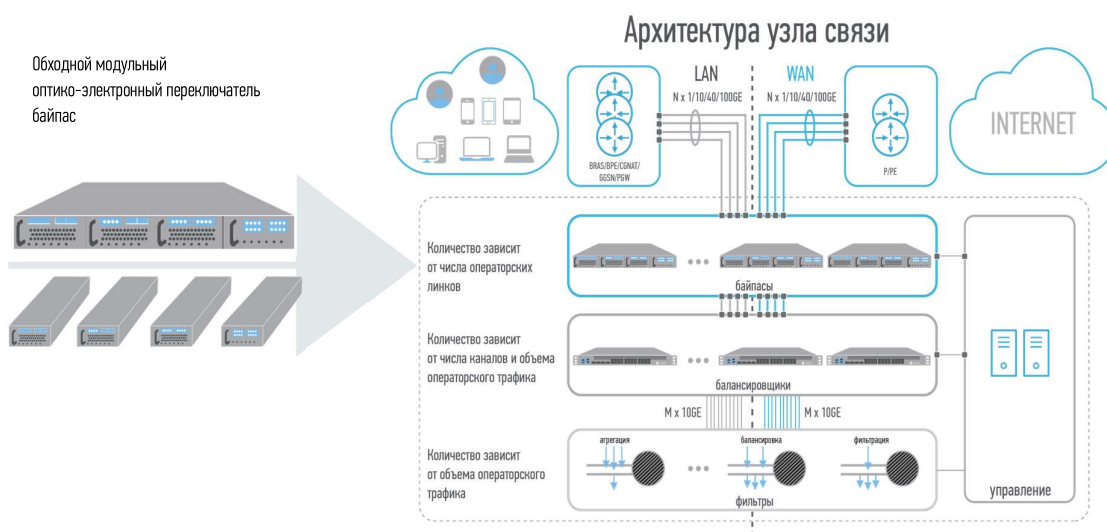 Архитектура узла связи
Обходной модульный
оптико-электронный переключатель
байпас
LAN
WAN
N x 1/10/40/100GE
N x 1/10/40/100GE
BRAS/BPE/CGNAT/
GGSN/PGW
P/PE
INTERNET
Количество зависит
от числа операторских
линков
байпасы
Количество зависит
от числа каналов и объема
операторского трафика
балансировщики
M x 10GE
M x 10GE
Количество зависит
от объема операторского
трафика
агрегация
балансировка
фильтрация
фильтры
управление